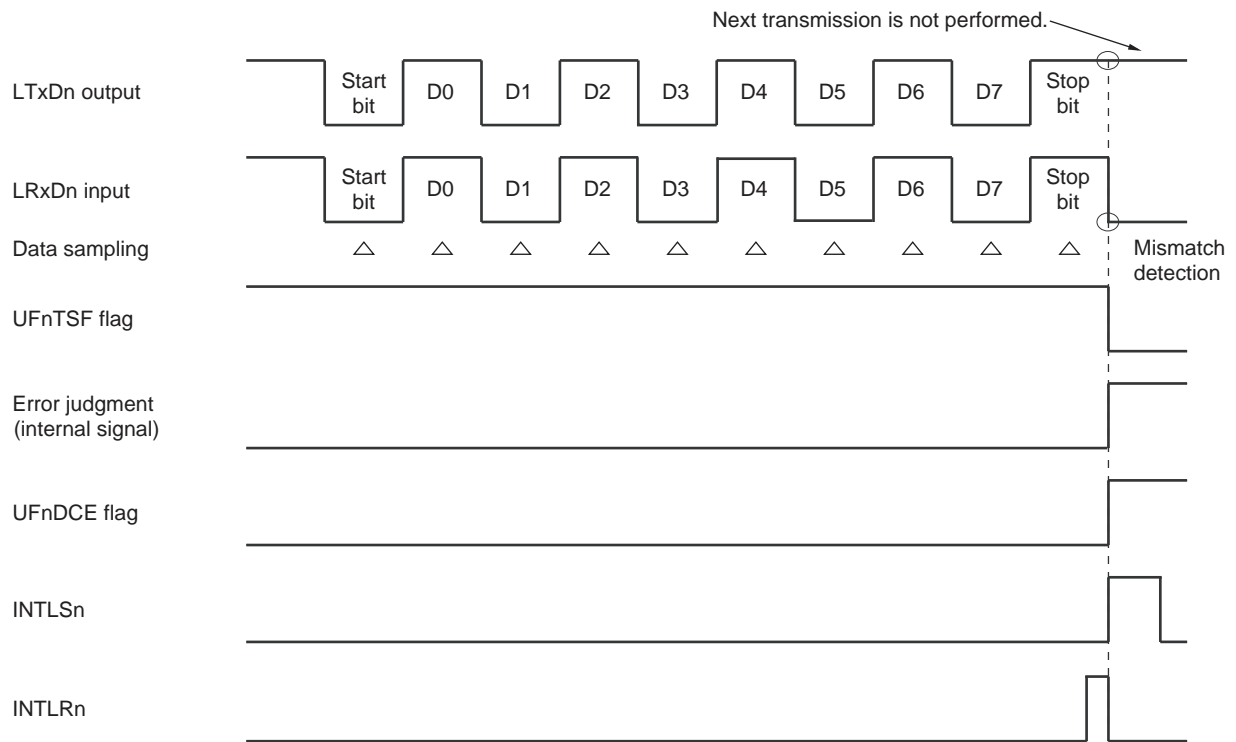 Next transmission is not performed.
LTxDn output
Start
bit
D0
D1
D2
D3
D4
D5
D6
D7
Stop
bit
LRxDn input
Start
bit
D0
D1
D2
D3
D4
D5
D6
D7
Stop
bit
Data sampling
Mismatch
detection
UFnTSF flag
Error judgment
(internal signal)
UFnDCE flag
INTLSn
INTLRn